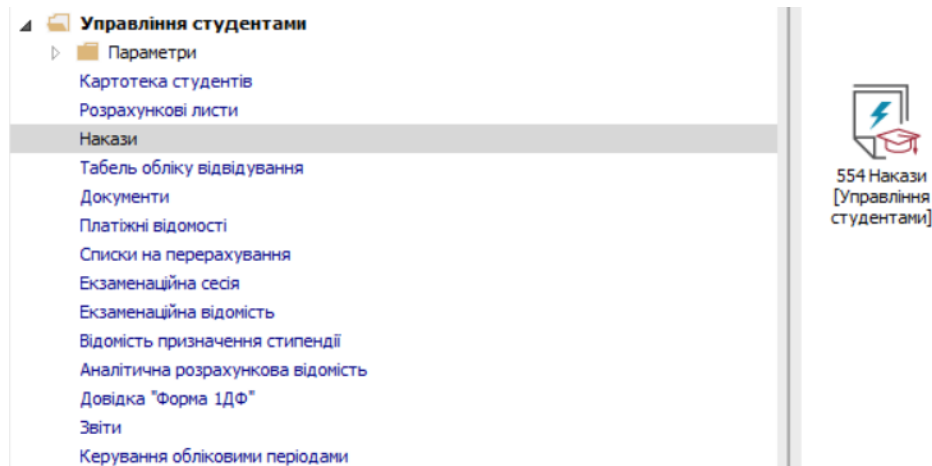 Управління студентами
Параметри
Картотека студентів
Розрахункові листи
Накази
Табель обліку відвідування
Документи
Платіжні відомості
Списки на перерахування
Екзаменаційна сесія
Екзаменаційна відомість
Відомість призначення стипендії
Аналітична розрахункова відомість
Довідка "Форма 1ДФ"
Звіти
Керування обліковими періодами
554 Накази
[Управління
студентами]